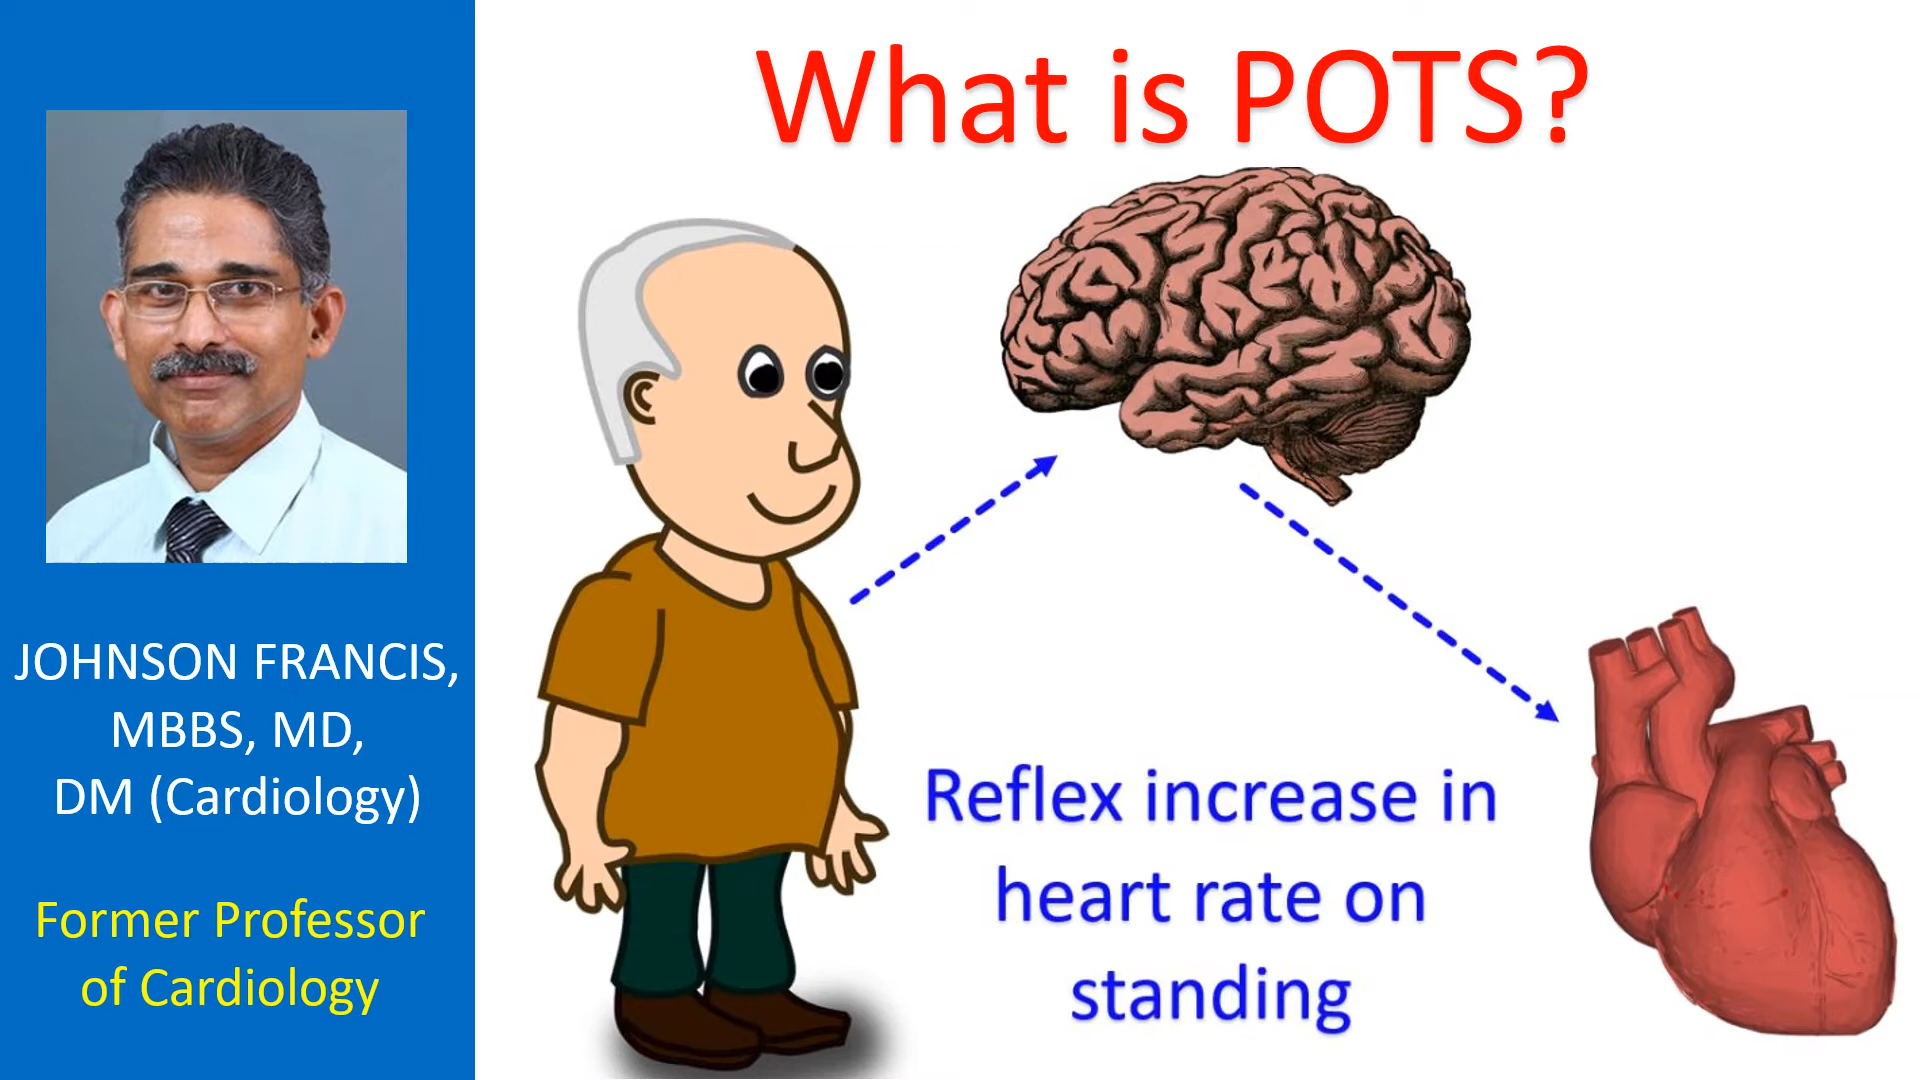 What is POTS?
JOHNSON FRANCIS,
MBBS, MD,
DM (Cardiology)
Former Professor
of Cardiology
Reflex increase in
heart rate on
standing